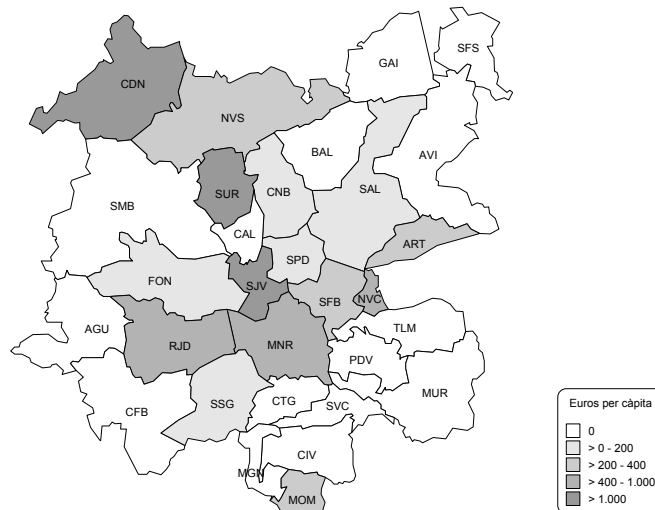 SFS
GAI
CDN
NVS
BAL
AVI
SUR
CNB
SAL
SMB
CAL
ART
SPD
FON
SJV
SFB
NVC
AGU
TLM
RJD
MNR
PDV
MUR
CFB
SSG
CTG
SVC
CIV
MGN
MOM
Euros per càpita
0
> 0 - 200
> 200 - 400
> 400 - 1.000
> 1.000